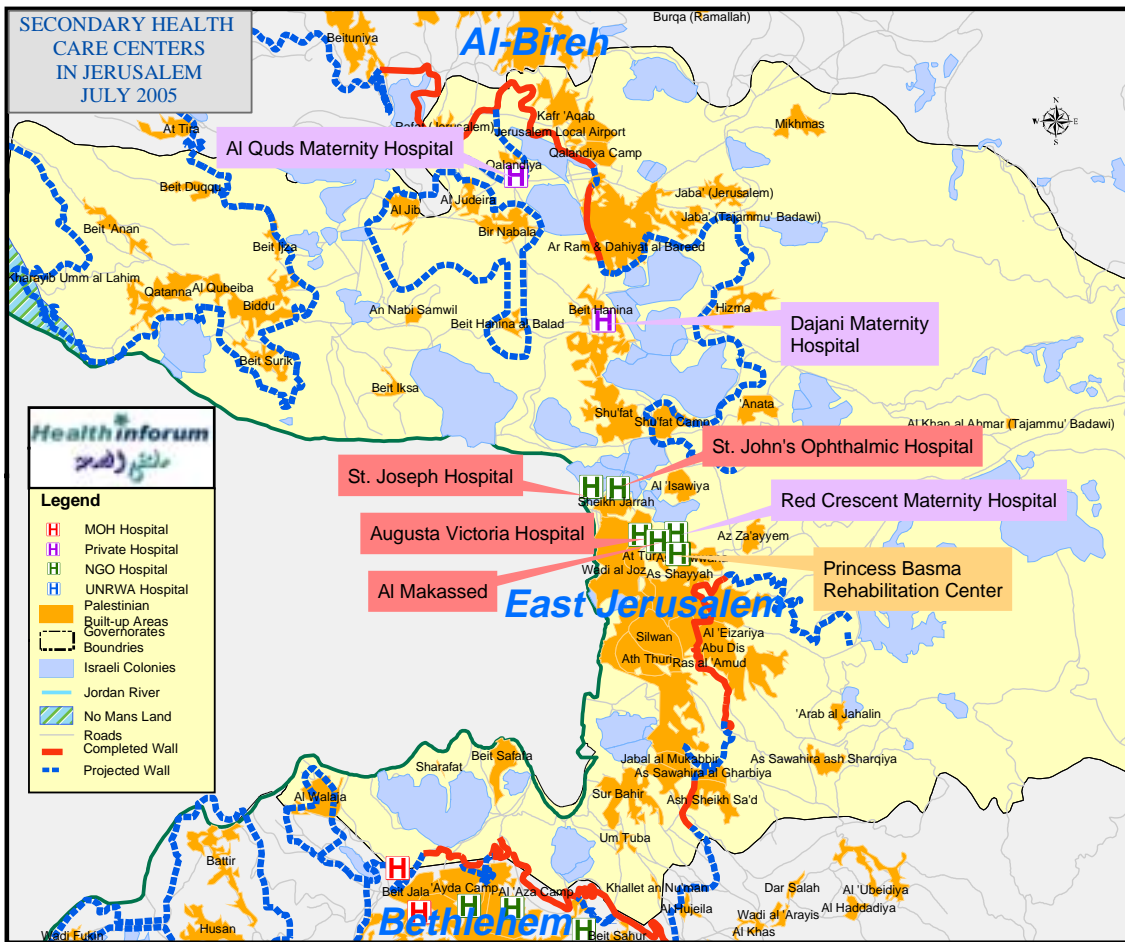 SECONDARY HEALTH
CARE CENTERS
IN JERUSALEM
JULY 2005
Burqa (Ramallah)
Beituniya
Al-Bireh
Kafr 'Aqab
Mikhmas
N
W E
S
At Tira
Rafat (Jerusalem)
Jerusalem Local Airport
Al Quds Maternity Hospital
Qalandiya Camp
Qalandiya
H
Beit Duqqu
Jaba' (Jerusalem)
Al Judeira
Al Jib
Jaba' (Tajammu' Badawi)
Beit 'Anan
Bir Nabala
Beit Ijza
Ar Ram & Dahiyat al Bareed
Kharayib Umm al Lahim
Qatanna
Al Qubeiba
Biddu
An Nabi Samwil
Beit Hanina
Hizma
Beit Hanina al Balad
H
Dajani Maternity
Hospital
Beit Surik
Beit Iksa
Shu'fat
Shu'fat Camp
Anata
Al Khan al Ahmar (Tajammu' Badawi)
Healthinforum
St. John's Ophthalmic Hospital
St. Joseph Hospital
H H
Al 'Isawiya
Sheikh Jarrah
Red Crescent Maternity Hospital
Augusta Victoria Hospital
H H H H
Az Za'ayyem
At Tur
Wadi al Joz
As Shayyah
Princess Basma
Rehabilitation Center
Al Makassed
East Jerusalem
Silwan
Al 'Eizariya
Abu Dis
Ath Thuri
Ras al 'Amud
'Arab al Jahalin
Jabal al Mukabbir
As Sawahira ash Sharqiya
As Sawahira al Gharbiya
Beit Safafa
Sharafat
Sur Bahir
Ash Sheikh Sa'd
Al Walaja
Um Tuba
Battir
H
Beit Jala
'Ayda Camp
Al 'Aza Camp
Khallet an Nu'man
Dar Salah
Al 'Ubeidiya
H H H
Al Hujeila
Wadi al 'Arayis
Al Haddadiya
Bethlehem
H
Wadi Fukin
Husan
Beit Sahur
Al Khas
Legend
H MOH Hospital
H Private Hospital
H NGO Hospital
H UNRWA Hospital
Palestinian
Built-up Areas
Governorates
Boundries
Israeli Colonies
Jordan River
No Mans Land
Roads
Completed Wall
Projected Wall